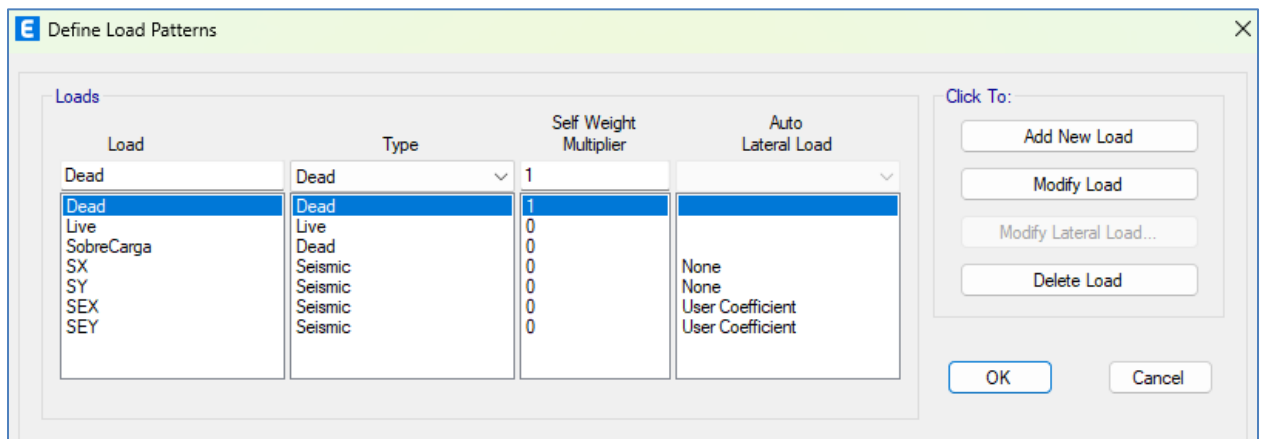 E Define Load Patterns
Loads
Click To:
Load Type Self Weight Multiplier Auto Lateral Load
Dead Dead 1
Dead Dead 1
Live Live 0
SobreCarga Dead 0
SX Seismic 0 None
SY Seismic 0 None
SEX Seismic 0 User Coefficient
SEY Seismic 0 User Coefficient
Add New Load
Modify Load
Modify Lateral Load...
Delete Load
OK Cancel